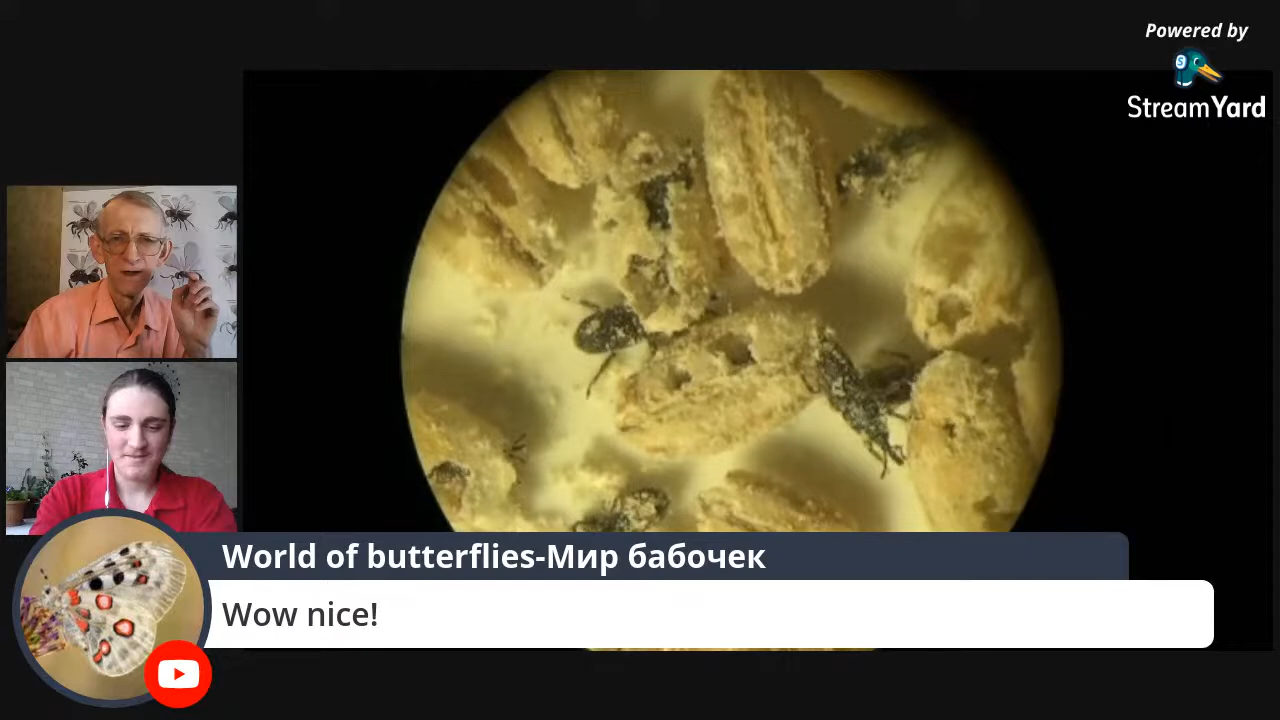 Powered by
StreamYard
World of butterflies-Мир бабочек
Wow nice!